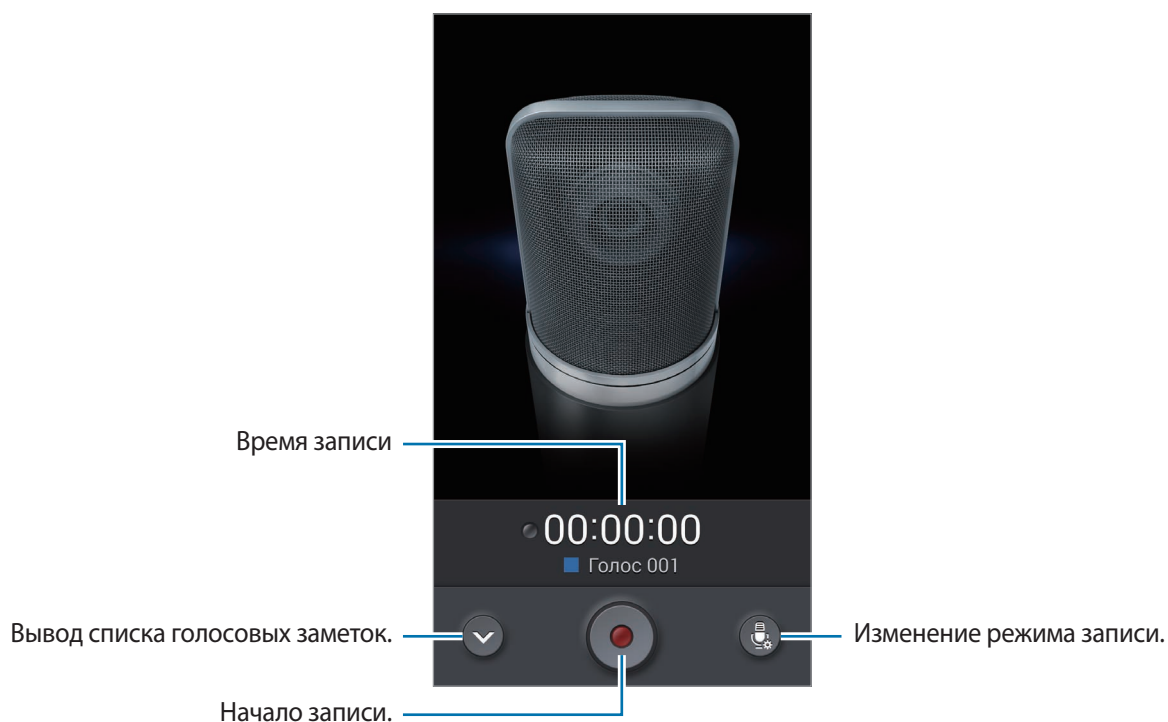 Время записи
00:00:00
Голос 001
Вывод списка голосовых заметок.
Изменение режима записи.
Начало записи.